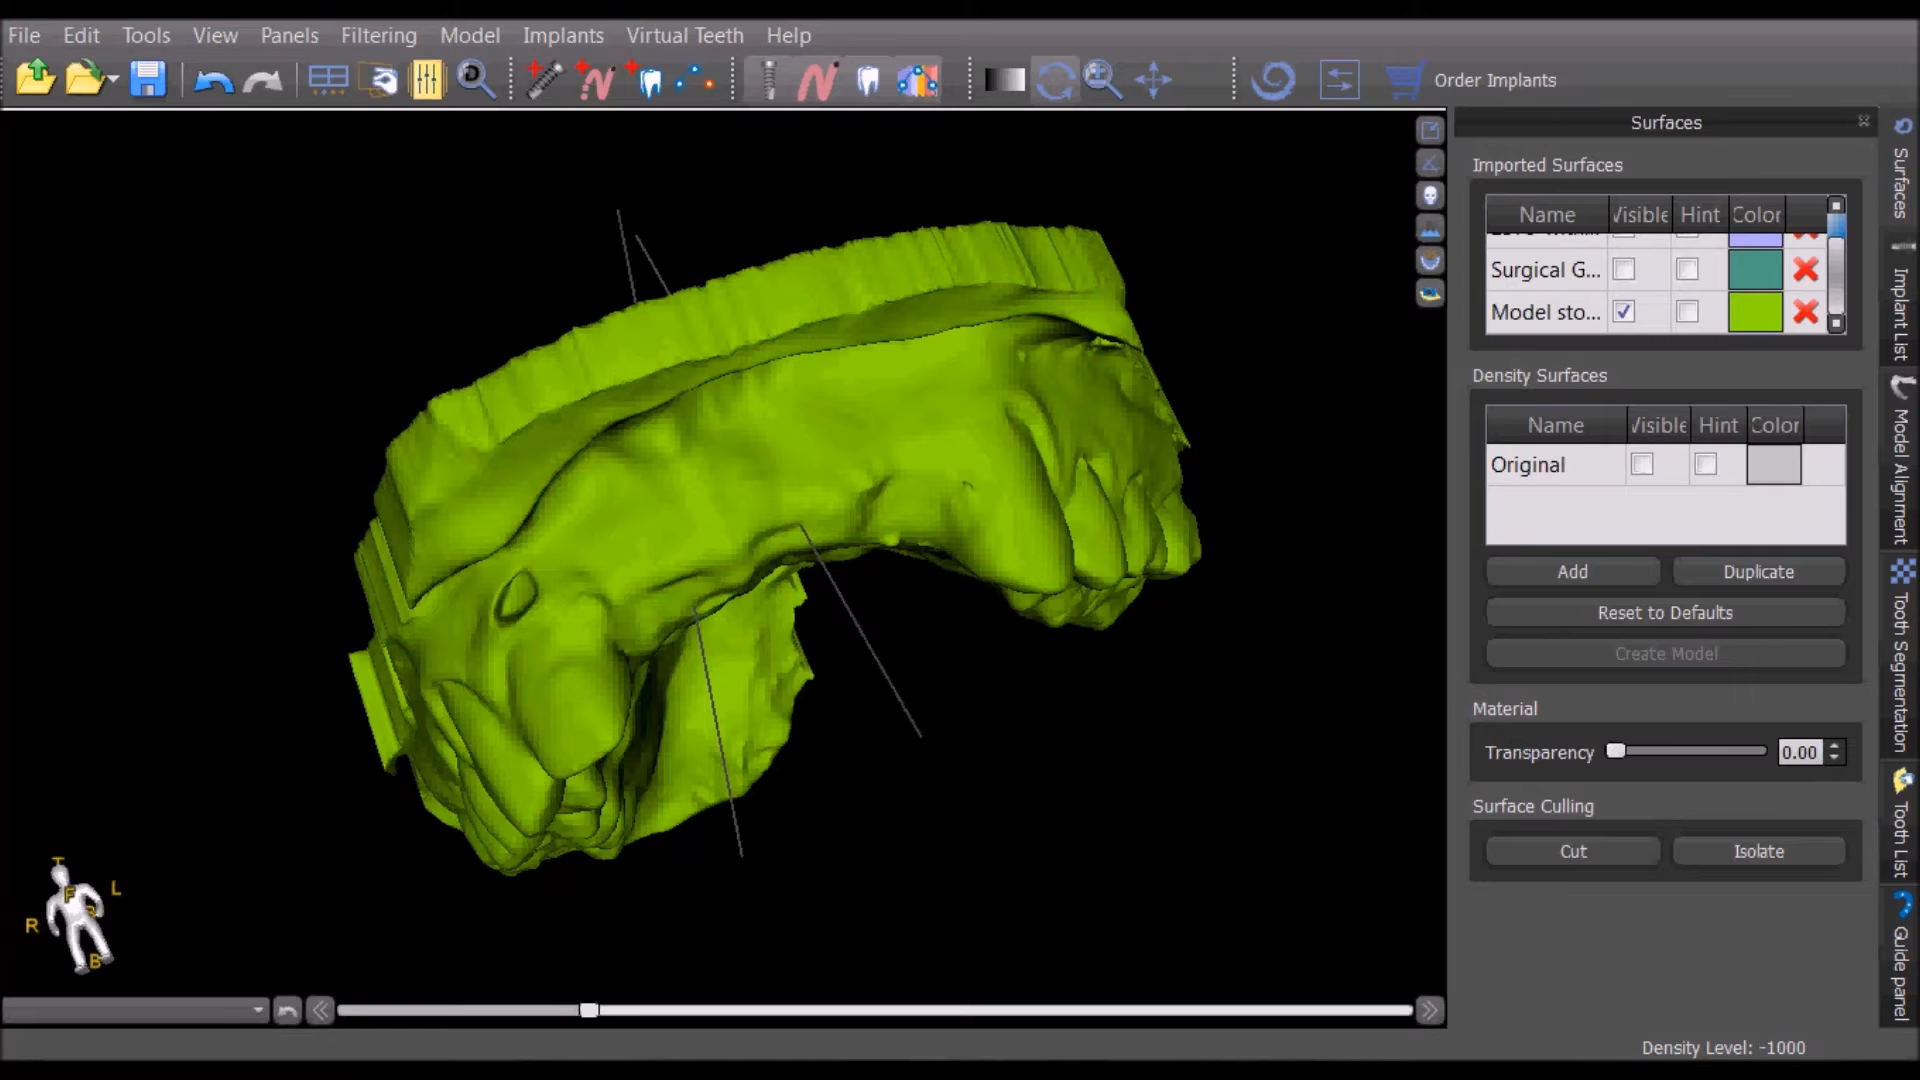 File Edit Tools View Panels Filtering Model Implants Virtual Teeth Help
Order Implants
Surfaces
Imported Surfaces
Name Visible Hint Color
Surgical G...
Model sto...
Density Surfaces
Name Visible Hint Color
Original
Add Duplicate
Reset to Defaults
Create Model
Material
Transparency 0.00
Surface Culling
Cut Isolate
Surfaces
Implant List
Model Alignment
Tooth Segmentation
Tooth List
Guide panel
T
F
L
R
B
Density Level: -1000